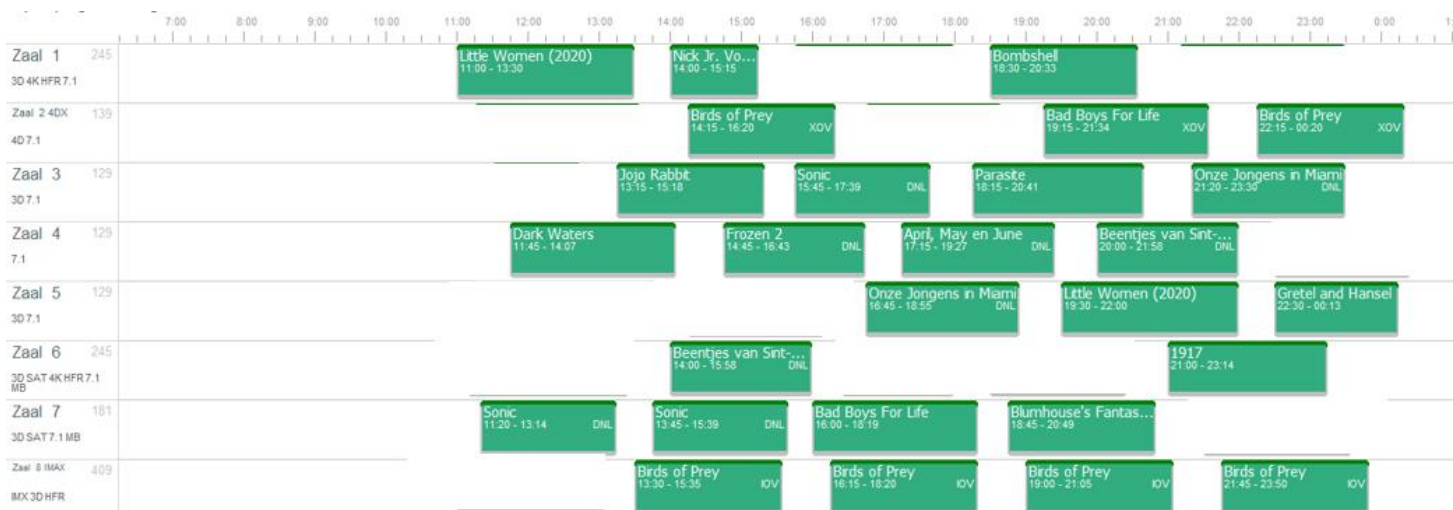 7:00 8:00 9:00 10:00 11:00 12:00 13:00 14:00 15:00 16:00 17:00 18:00 19:00 20:00 21:00 22:00 23:00 0:00
Zaal 1 245
3D 4K HFR 7.1
Little Women (2020)
11:00 - 13:30
Nick Jr. Vo...
14:00 - 15:15
Bombshell
18:30 - 20:33
Zaal 2 4DX 139
4D 7.1
Birds of Prey
14:15 - 16:20 XOV
Bad Boys For Life
19:15 - 21:34 XOV
Birds of Prey
22:15 - 00:20 XOV
Zaal 3 129
3D 7.1
Jojo Rabbit
13:15 - 15:18
Sonic
15:45 - 17:39 DNL
Parasite
18:15 - 20:41
Onze Jongens in Miami
21:20 - 23:30 DNL
Zaal 4 129
7.1
Dark Waters
11:45 - 14:07
Frozen 2
14:45 - 16:43 DNL
April, May en June
17:15 - 19:27 DNL
Beentjes van Sint-...
20:00 - 21:58 DNL
Zaal 5 129
3D 7.1
Onze Jongens in Miami
16:45 - 18:55 DNL
Little Women (2020)
19:30 - 22:00
Gretel and Hansel
22:30 - 00:13
Zaal 6 245
3D SAT 4K HFR 7.1
MB
Beentjes van Sint-...
14:00 - 15:58 DNL
1917
21:00 - 23:14
Zaal 7 181
3D SAT 7.1 MB
Sonic
11:20 - 13:14 DNL
Sonic
13:45 - 15:39 DNL
Bad Boys For Life
16:00 - 18:19
Blumhouse's Fantas...
18:45 - 20:49
Zaal 8 IMAX 409
IMX 3D HFR
Birds of Prey
13:30 - 15:35 IOV
Birds of Prey
16:15 - 18:20 IOV
Birds of Prey
19:00 - 21:05 IOV
Birds of Prey
21:45 - 23:50 IOV